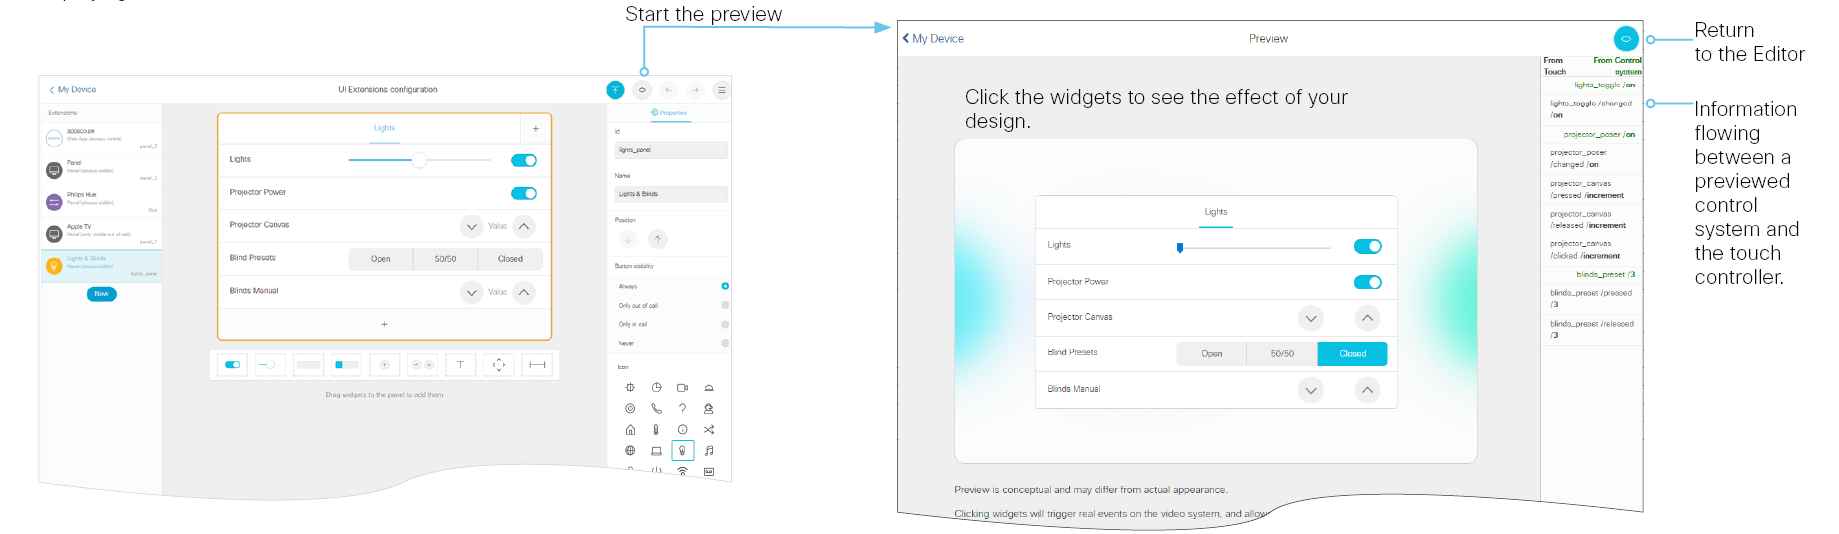 Start the preview
My Device
UI Extensions configuration
Extensions
appsco.pe
Web App (always visible)
panel_3
Panel
Panel (always visible)
panel_2
Philips Hue
Panel (always visible)
Hue
Apple TV
Panel (only visible out of call)
panel_1
Lights & Blinds
Panel (always visible)
lights_panel
New
Lights
+
Lights
Projector Power
Projector Canvas
Value
Blind Presets
Open
50/50
Closed
Blinds Manual
Value
+
Drag widgets to the panel to add them
Properties
Id
lights_panel
Name
Lights & Blinds
Position
Button visibility
Always
Only out of call
Only in call
Never
Icon
My Device
Preview
Click the widgets to see the effect of your
design.
Lights
Lights
Projector Power
Projector Canvas
Blind Presets
Open
50/50
Closed
Blinds Manual
Preview is conceptual and may differ from actual appearance.
Clicking widgets will trigger real events on the video system, and allow
From
Touch
From Control
system
lights_toggle /on
lights_toggle /changed
/on
projector_poser /on
projector_poser
/changed /on
projector_canvas
/pressed /increment
projector_canvas
/released /increment
projector_canvas
/clicked /increment
blinds_preset /3
blinds_preset /pressed
/3
blinds_preset /released
/3
Return
to the Editor
Information
flowing
between a
previewed
control
system and
the touch
controller.